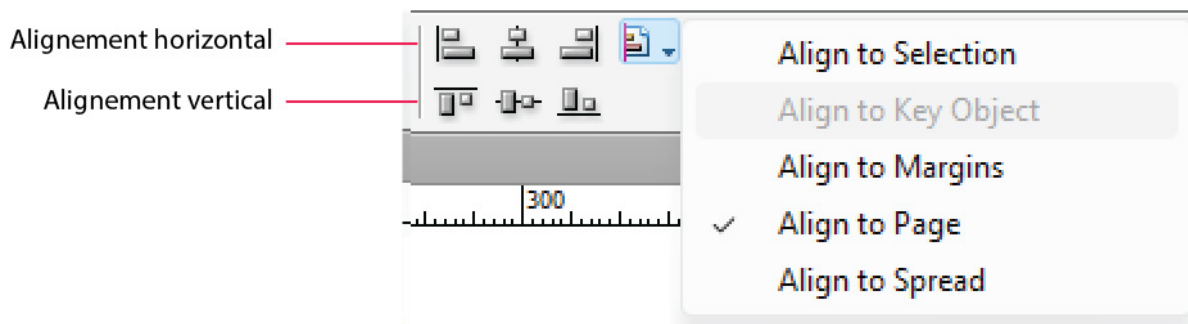 Alignement horizontal
Alignement vertical
300
Align to Selection
Align to Key Object
Align to Margins
Align to Page
Align to Spread